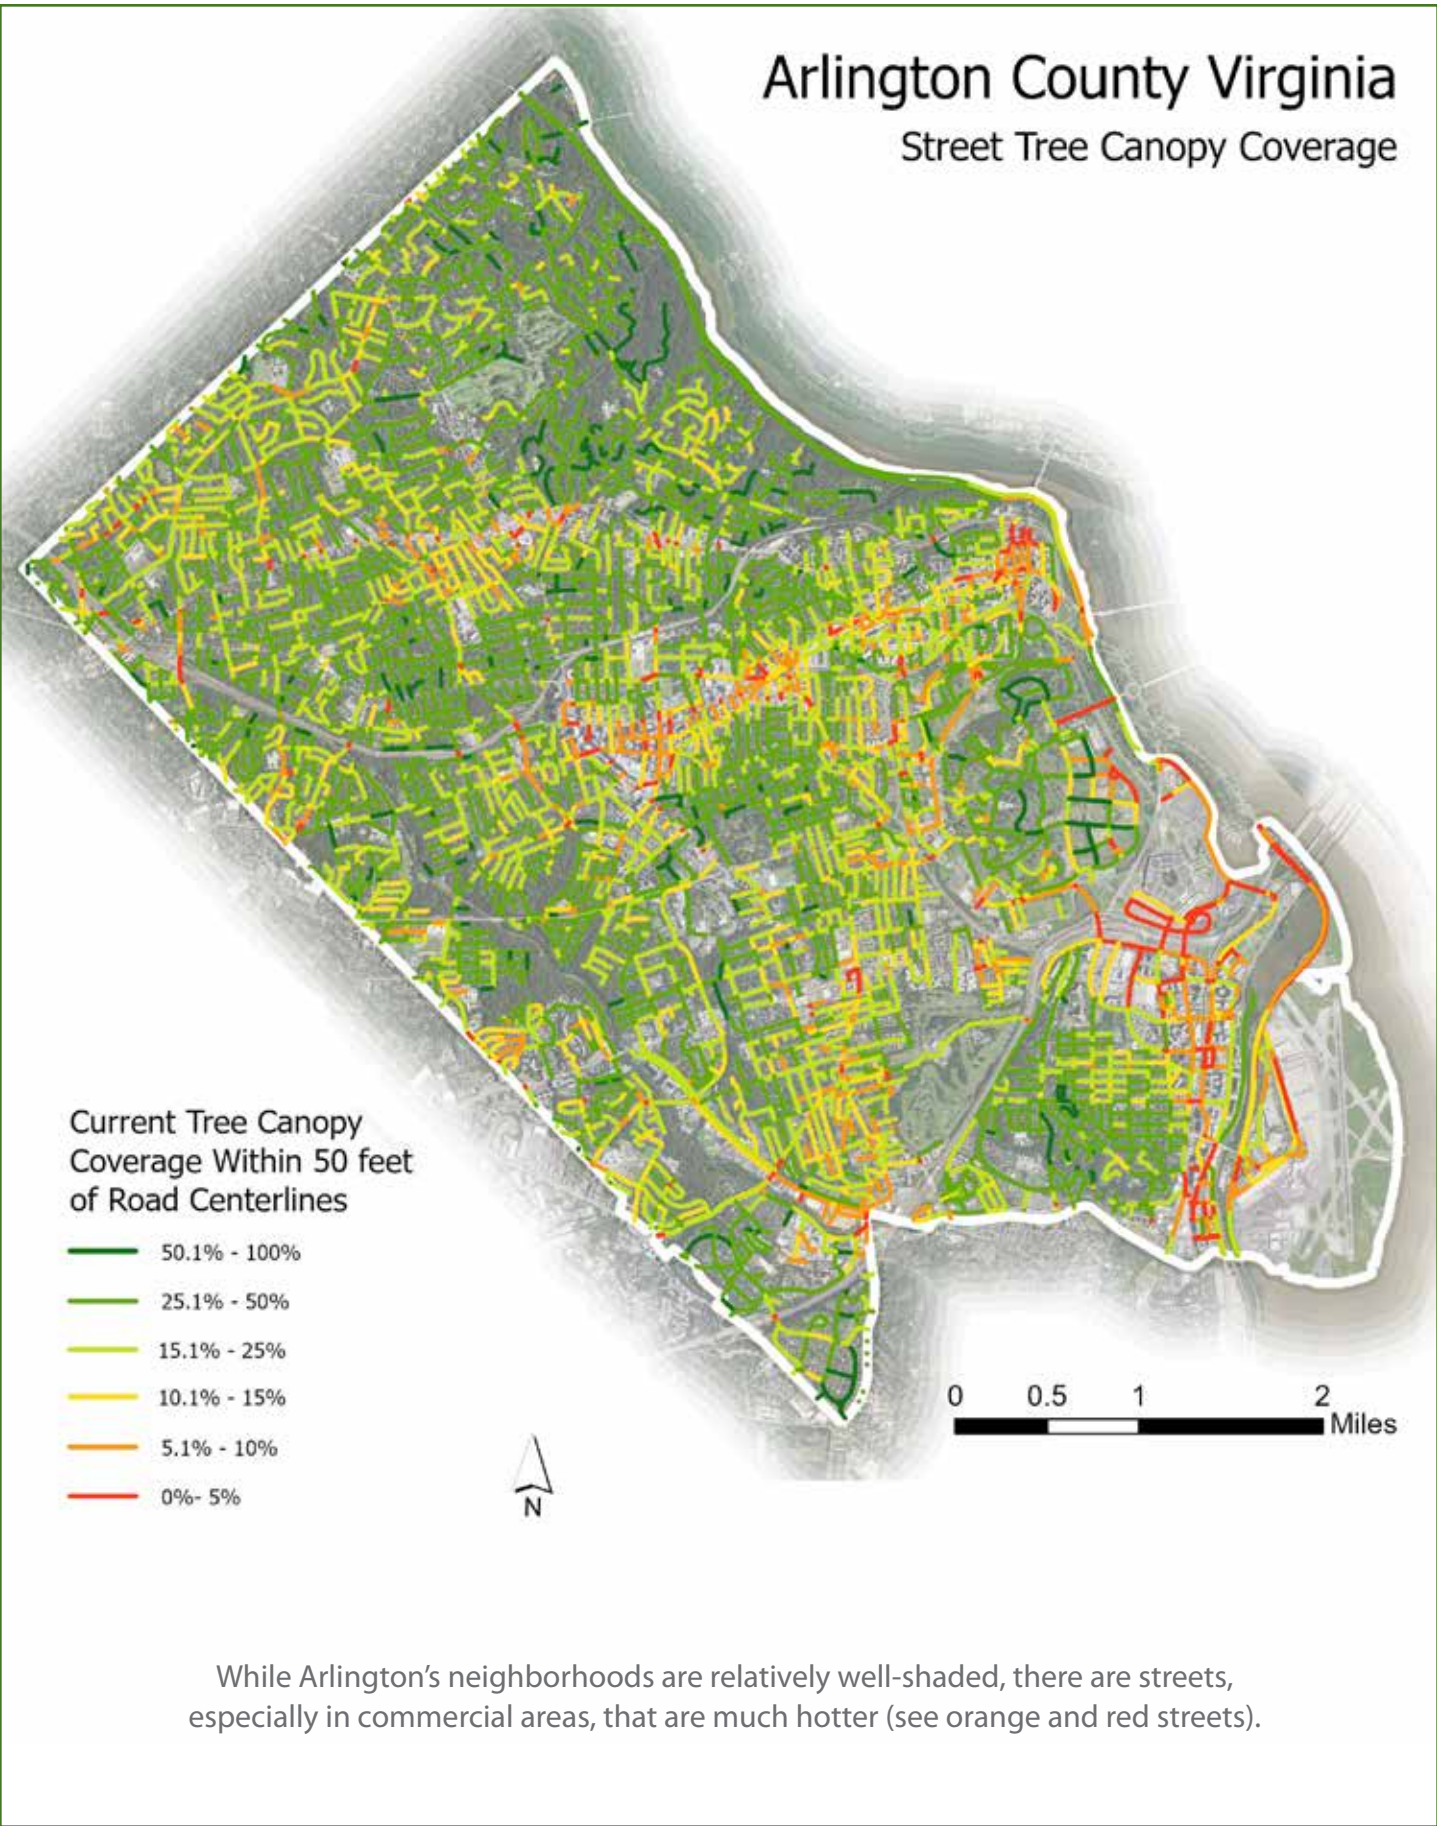 Arlington County Virginia
Street Tree Canopy Coverage
Current Tree Canopy
Coverage Within 50 feet
of Road Centerlines
50.1% - 100%
25.1% - 50%
15.1% - 25%
10.1% - 15%
5.1% - 10%
0%- 5%
N
0 0.5 1 2
Miles
While Arlington’s neighborhoods are relatively well-shaded, there are streets,
especially in commercial areas, that are much hotter (see orange and red streets).